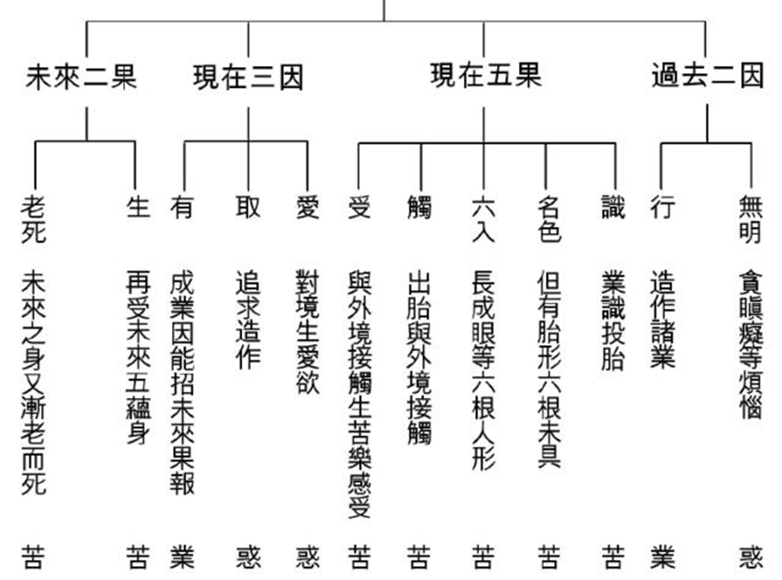 過去二因
現在五果
現在三因
未來二果
無明 貪瞋癡等煩惱 惑
行 造作諸業 業
識 業識投胎 苦
名色 但有胎形六根未具 苦
六入 長成眼等六根人形 苦
觸 出胎與外境接觸 苦
受 與外境接觸生苦樂感受 苦
愛 對境生愛欲 惑
取 追求造作 惑
有 成業因能招未來果報 業
生 再受未來五蘊身 苦
老死 未來之身又漸老而死 苦